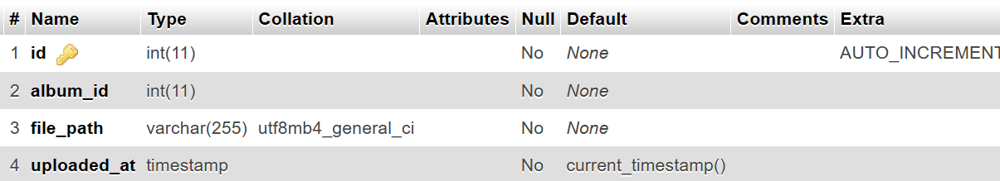 # Name Type Collation Attributes Null Default Comments Extra
1 id int(11) No None AUTO_INCREMENT
2 album_id int(11) No None
3 file_path varchar(255) utf8mb4_general_ci No None
4 uploaded_at timestamp No current_timestamp()